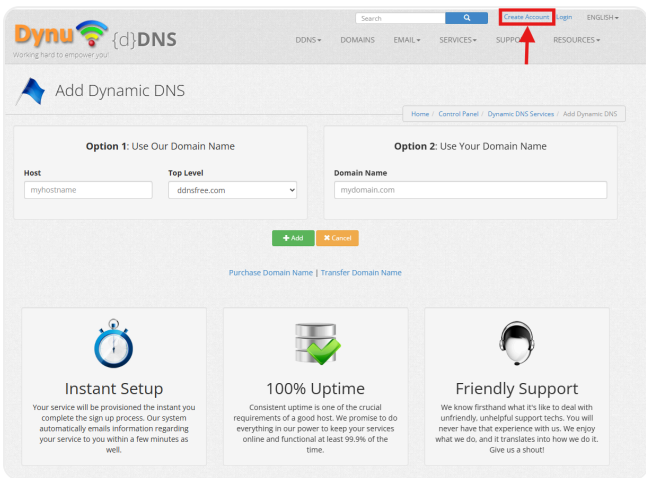 Search
Create Account
Login
ENGLISH
Dynu {d}DNS
Working hard to empower you!
DDNS
DOMAINS
EMAIL
SERVICES
RESOURCES
Add Dynamic DNS
Home / Control Panel / Dynamic DNS Services / Add Dynamic DNS
Option 1: Use Our Domain Name
Host
Top Level
myhostname
ddnsfree.com
Option 2: Use Your Domain Name
Domain Name
mydomain.com
Add
Cancel
Purchase Domain Name | Transfer Domain Name
Instant Setup
Your service will be provisioned the instant you
complete the sign up process. Our system
automatically emails information regarding
your service to you within a few minutes as
well.
100% Uptime
Consistent uptime is one of the crucial
requirements of a good host. We promise to do
everything in our power to keep your services
online and functional at least 99.9% of the
time.
Friendly Support
We know firsthand what it's like to deal with
unfriendly, unhelpful support techs. You will
never have that experience with us. We enjoy
what we do, and it translates into how we do it.
Give us a shout!